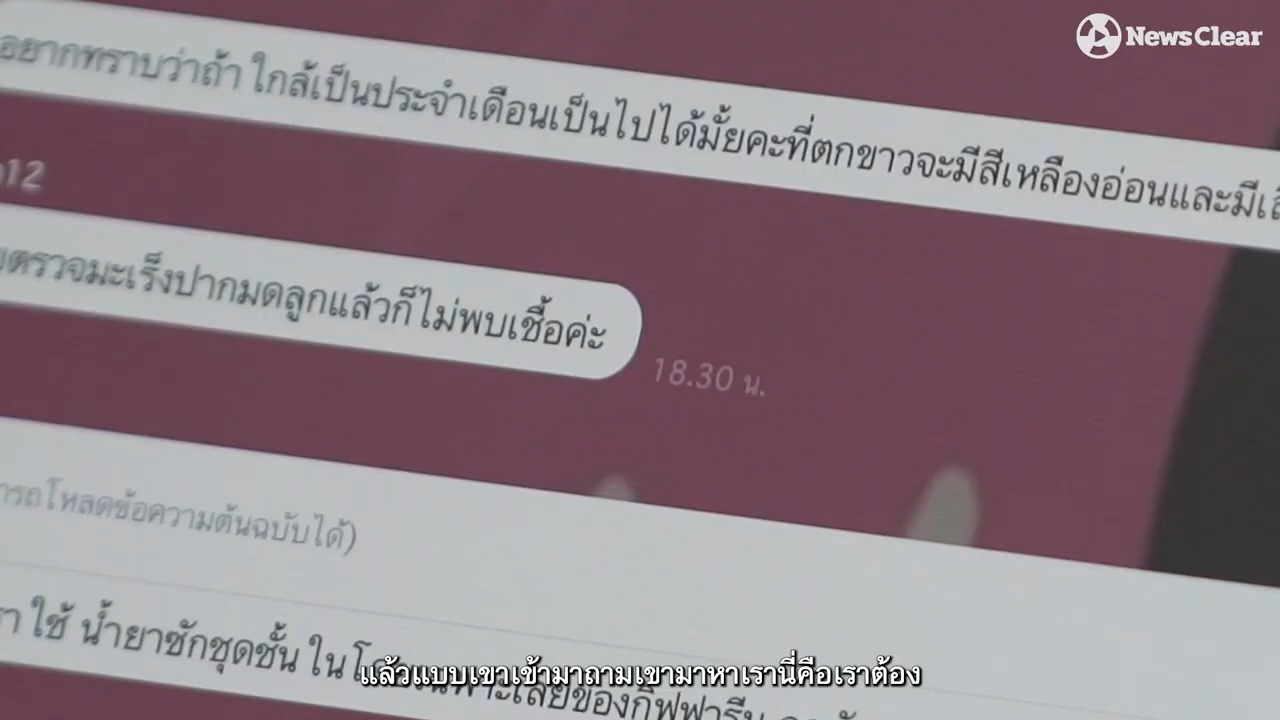 News Clear
อยากทราบว่าถ้า ใกล้เป็นประจำเดือนเป็นไปได้มั้ยคะที่ตกขาวจะมีสีเหลืองอ่อนและมี
12
ตรวจมะเร็งปากมดลูกแล้วก็ไม่พบเชื้อค่ะ
18.30 น.
โหลดข้อความต้นฉบับได้)
ใช้ น้ำยาซักชุดชั้น ใน
แล้วแบบเขาเข้ามาถามเขามาหาเรานี่คือเราต้อง